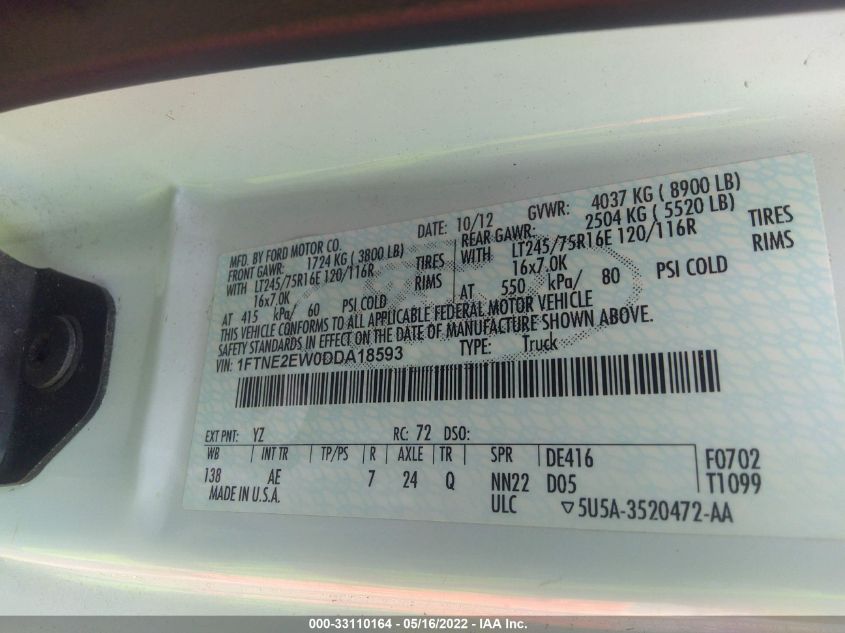 MFD. BY FORD MOTOR CO. DATE: 10/12 GVWR: 4037 KG ( 8900 LB)
FRONT GAWR: 1724 KG ( 3800 LB) REAR GAWR: 2504 KG ( 5520 LB)
WITH LT245/75R16E 120/116R TIRES WITH LT245/75R16E 120/116R TIRES
16x7.0K RIMS 16x7.0K RIMS
AT 415 kPa/ 60 PSI COLD AT 550 kPa/ 80 PSI COLD
THIS VEHICLE CONFORMS TO ALL APPLICABLE FEDERAL MOTOR VEHICLE
SAFETY STANDARDS IN EFFECT ON THE DATE OF MANUFACTURE SHOWN ABOVE.
VIN: 1FTNE2EW0DDA18593 TYPE: Truck
EXT PNT: YZ RC: 72 DSO:
WB INT TR TP/PS R AXLE TR SPR DE416 F0702
138 AE 7 24 Q NN22 D05 T1099
MADE IN U.S.A. ULC ▽5U5A-3520472-AA
000-33110164 - 05/16/2022 - IAA Inc.